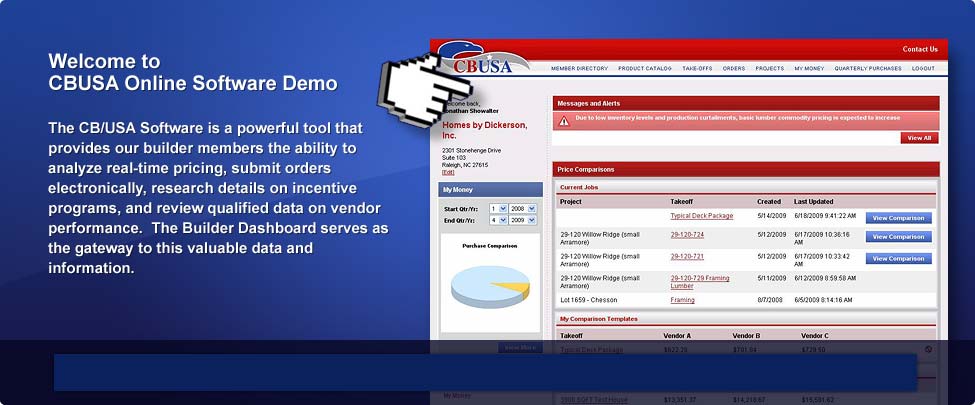 Welcome to
CBUSA Online Software Demo
The CB/USA Software is a powerful tool that
provides our builder members the ability to
analyze real-time pricing, submit orders
electronically, research details on incentive
programs, and review qualified data on vendor
performance. The Builder Dashboard serves as
the gateway to this valuable data and
information.
Contact Us
CBUSA
MEMBER DIRECTORY PRODUCT CATALOG TAKE-OFFS ORDERS PROJECTS MY MONEY QUARTERLY PURCHASES LOGOUT
elcome back,
onathan Showalter
Homes by Dickerson,
Inc.
2301 Stonehenge Drive
Suite 103
Raleigh, NC 27615
[Edit]
My Money
Start Qtr/Yr: 1 2008
End Qtr/Yr: 4 2009
Purchase Comparison
View More
My Money
Messages and Alerts
Due to low inventory levels and production curtailments, basic lumber commodity pricing is expected to increase
View All
Price Comparisons
Current Jobs
Project Takeoff Created Last Updated
Typical Deck Package 5/14/2009 6/18/2009 9:41:22 AM View Comparison
29-120 Willow Ridge (small
Arramore) 29-120-724 5/12/2009 6/17/2009 10:36:16
AM View Comparison
29-120 Willow Ridge (small
Arramore) 29-120-721 5/12/2009 6/17/2009 10:33:42
AM View Comparison
29-120 Willow Ridge (small
Arramore) 29-120-729 Framing
Lumber 5/11/2009 6/12/2009 8:59:58 AM
Lot 1659 - Chesson Framing 8/7/2008 6/5/2009 8:14:16 AM
My Comparison Templates
Takeoff Vendor A Vendor B Vendor C
Typical Deck Package $622.20 $701.64 $729.50
3900 SQFT Test House $13,351.37 $14,218.67 $15,591.62